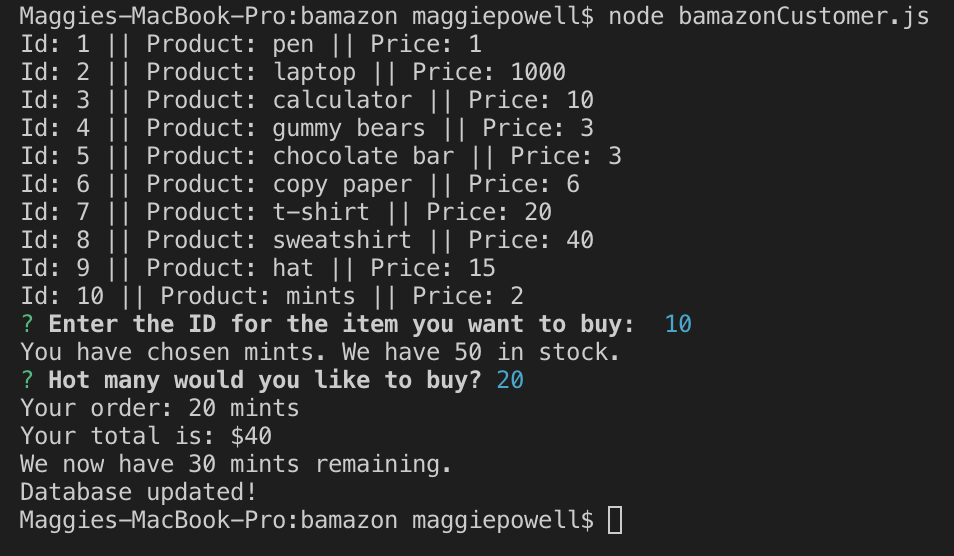 Maggies-MacBook-Pro:bamazon maggiepowell$ node bamazonCustomer.js
Id: 1 || Product: pen || Price: 1
Id: 2 || Product: laptop || Price: 1000
Id: 3 || Product: calculator || Price: 10
Id: 4 || Product: gummy bears || Price: 3
Id: 5 || Product: chocolate bar || Price: 3
Id: 6 || Product: copy paper || Price: 6
Id: 7 || Product: t-shirt || Price: 20
Id: 8 || Product: sweatshirt || Price: 40
Id: 9 || Product: hat || Price: 15
Id: 10 || Product: mints || Price: 2
? Enter the ID for the item you want to buy:  10
You have chosen mints. We have 50 in stock.
? Hot many would you like to buy? 20
Your order: 20 mints
Your total is: $40
We now have 30 mints remaining.
Database updated!
Maggies-MacBook-Pro:bamazon maggiepowell$